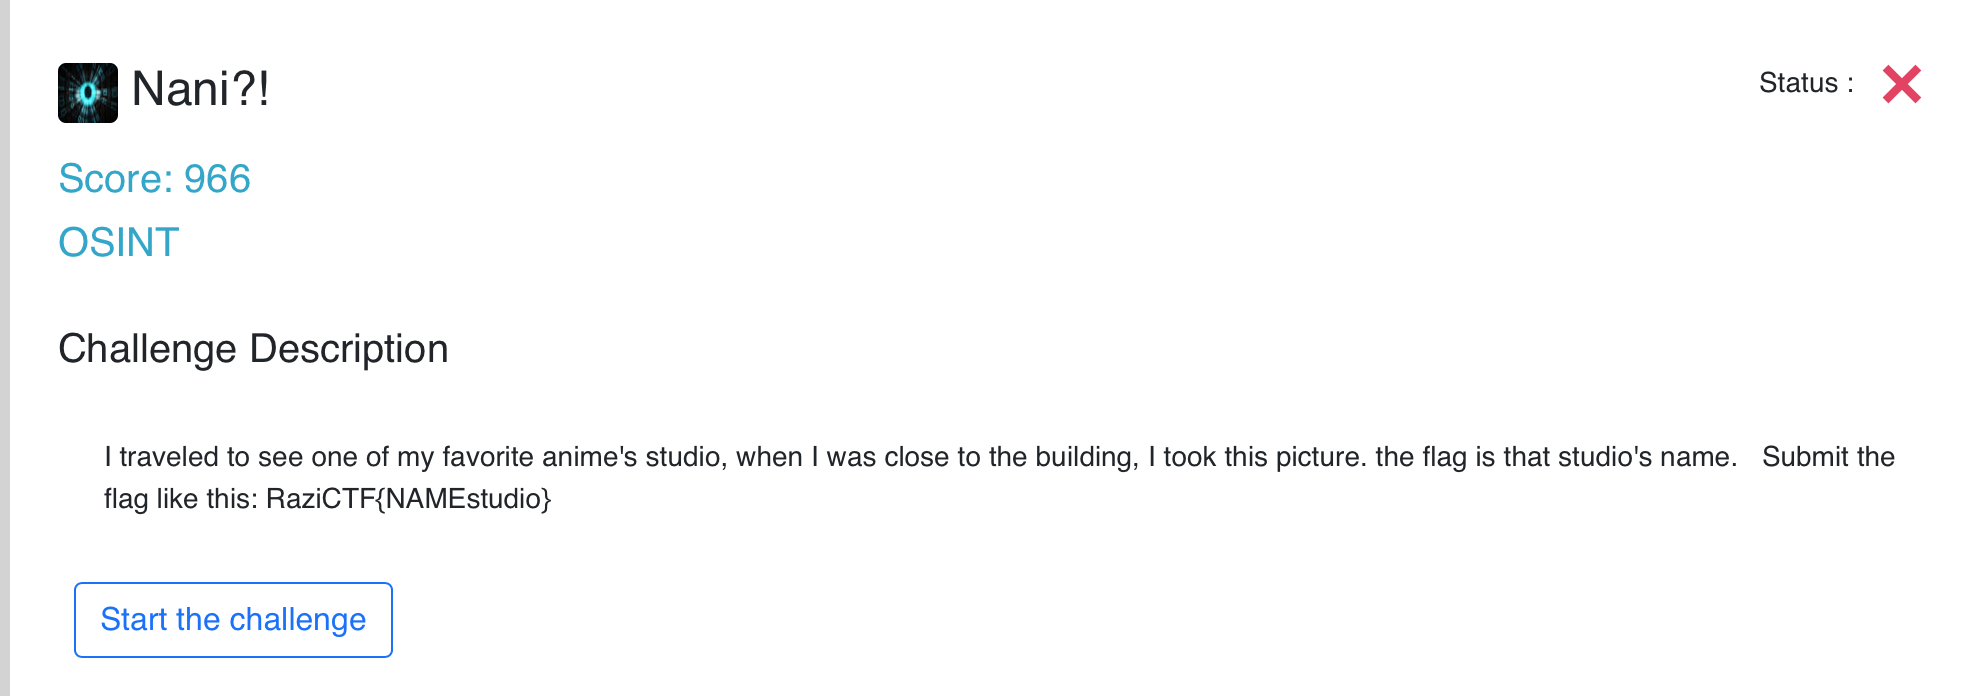 Nani?!
Status :
Score: 966
OSINT
Challenge Description
I traveled to see one of my favorite anime's studio, when I was close to the building, I took this picture. the flag is that studio's name. Submit the
flag like this: RaziCTF{NAMEstudio}
Start the challenge